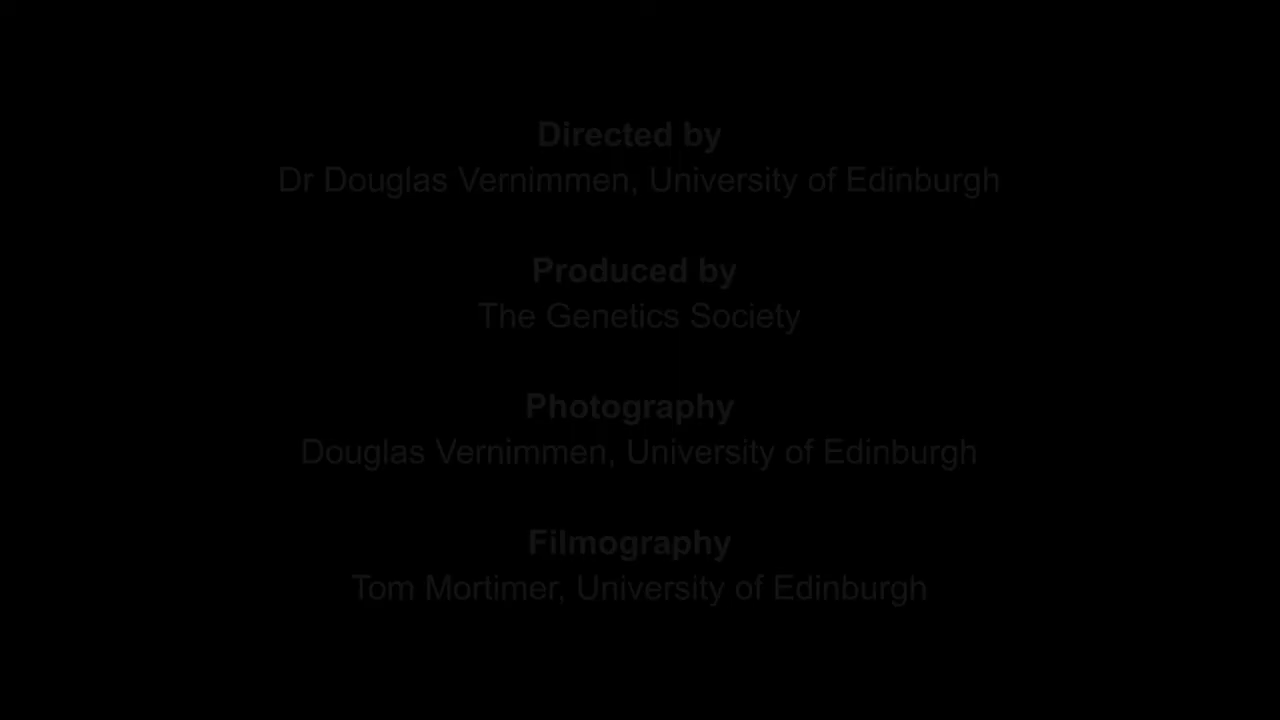 Directed by
Dr Douglas Vernimmen, University of Edinburgh
Produced by
The Genetics Society
Photography
Douglas Vernimmen, University of Edinburgh
Filmography
Tom Mortimer, University of Edinburgh